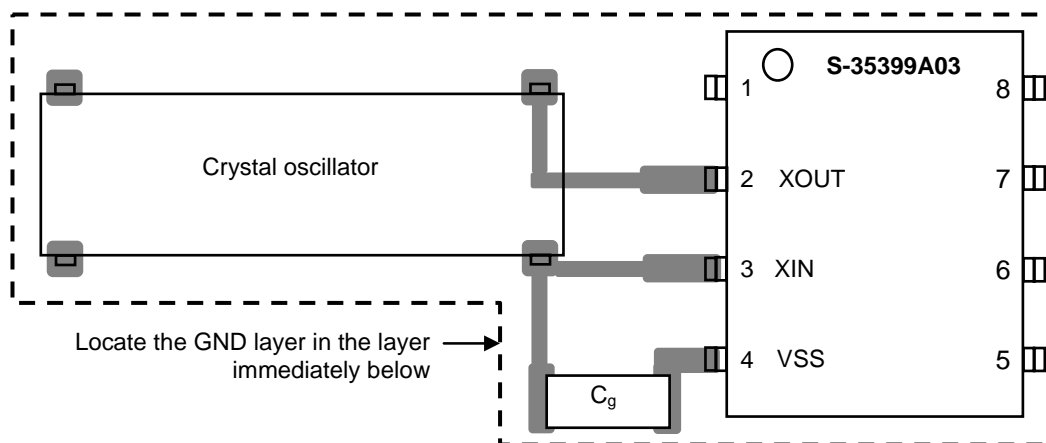 S-35399A03
1
8
Crystal oscillator
2 XOUT
7
3 XIN
6
Locate the GND layer in the layer
immediately below
4 VSS
5
Cg